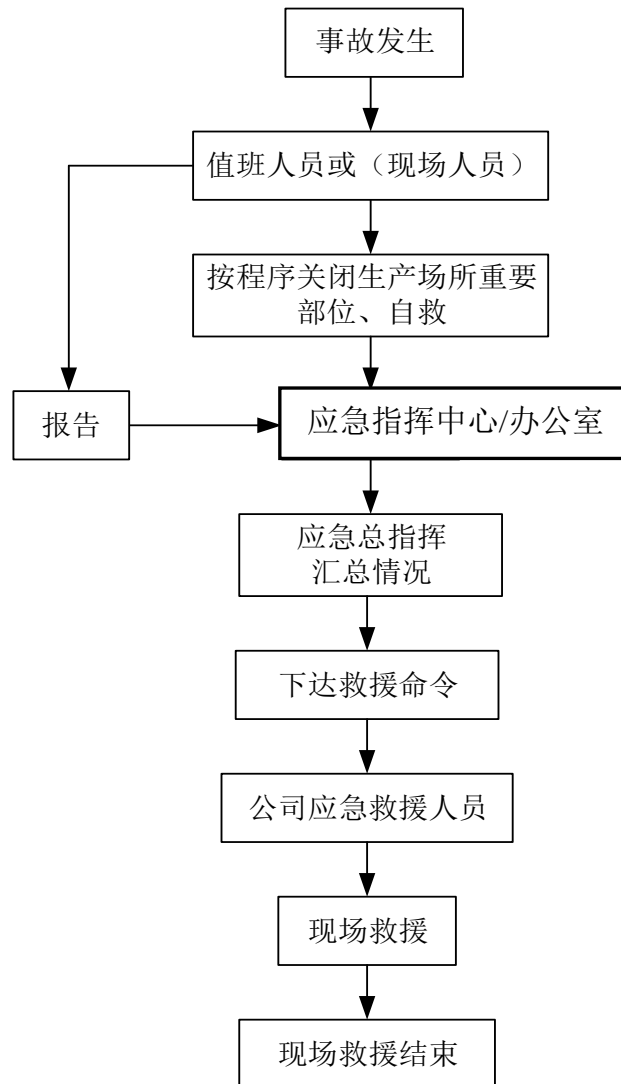 事故发生
值班人员或（现场人员）
按程序关闭生产场所重要
部位、自救
报告
应急指挥中心/办公室
应急总指挥
汇总情况
下达救援命令
公司应急救援人员
现场救援
现场救援结束